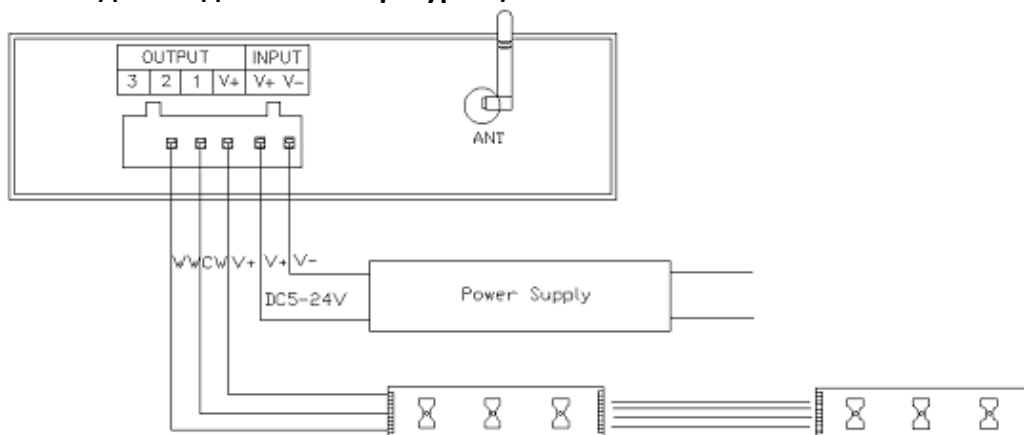 OUTPUT INPUT
3 2 1 V+ V+ V-
ANT
WW CW V+ V+ V-
DC5-24V
Power Supply